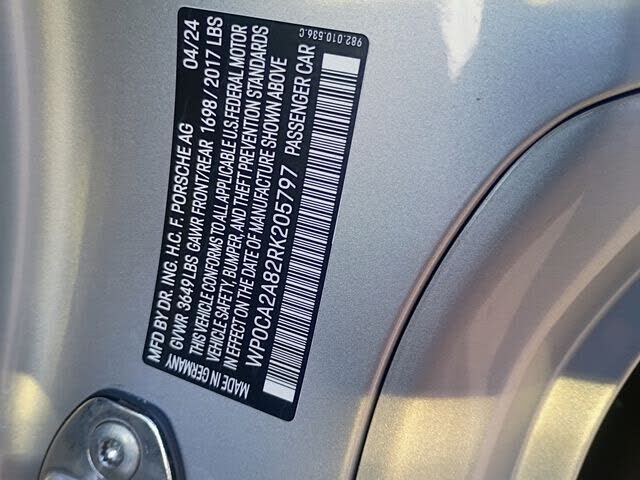 MFD BY DR. ING. H.C. F. PORSCHE AG 04/24
GVWR 3649 LBS GAWR FRONT/REAR 1698/2017 LBS
THIS VEHICLE CONFORMS TO ALL APPLICABLE U.S. FEDERAL MOTOR
VEHICLE SAFETY, BUMPER, AND THEFT PREVENTION STANDARDS
IN EFFECT ON THE DATE OF MANUFACTURE SHOWN ABOVE
WP0CA2A82RK205797 PASSENGER CAR
MADE IN GERMANY 982.010.536.C